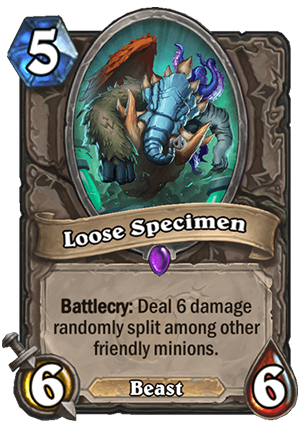 5
Loose Specimen
Battlecry: Deal 6 damage
randomly split among other
friendly minions.
6
Beast
6